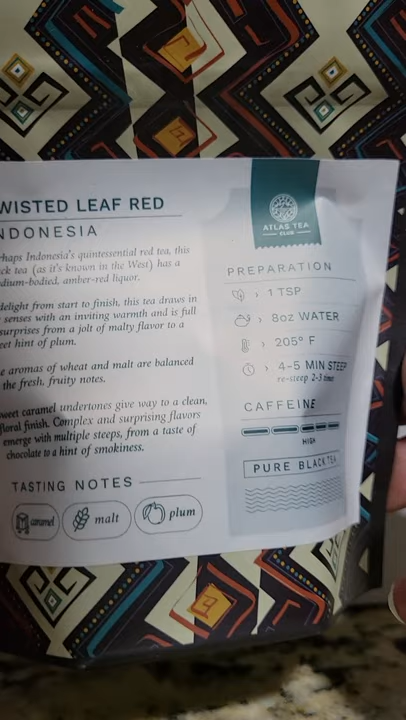 WISTED LEAF RED
NDONESIA
rhaps Indonesia's quintessential red tea, this
ck tea (as it's known in the West) has a
dium-bodied, amber-red liquor.
delight from start to finish, this tea draws in
senses with an inviting warmth and is full
surprises from a jolt of malty flavor to a
eet hint of plum.
e aromas of wheat and malt are balanced
the fresh, fruity notes.
weet caramel undertones give way to a clean,
floral finish. Complex and surprising flavors
emerge with multiple steeps, from a taste of
chocolate to a hint of smokiness.
TASTING NOTES
caramel
malt
plum
ATLAS TEA
CLUB
PREPARATION
> 1 TSP
> 8oz WATER
> 205° F
> 4-5 MIN STEEP
re-steep 2-3 times
CAFFEINE
HIGH
PURE BLACK TEA